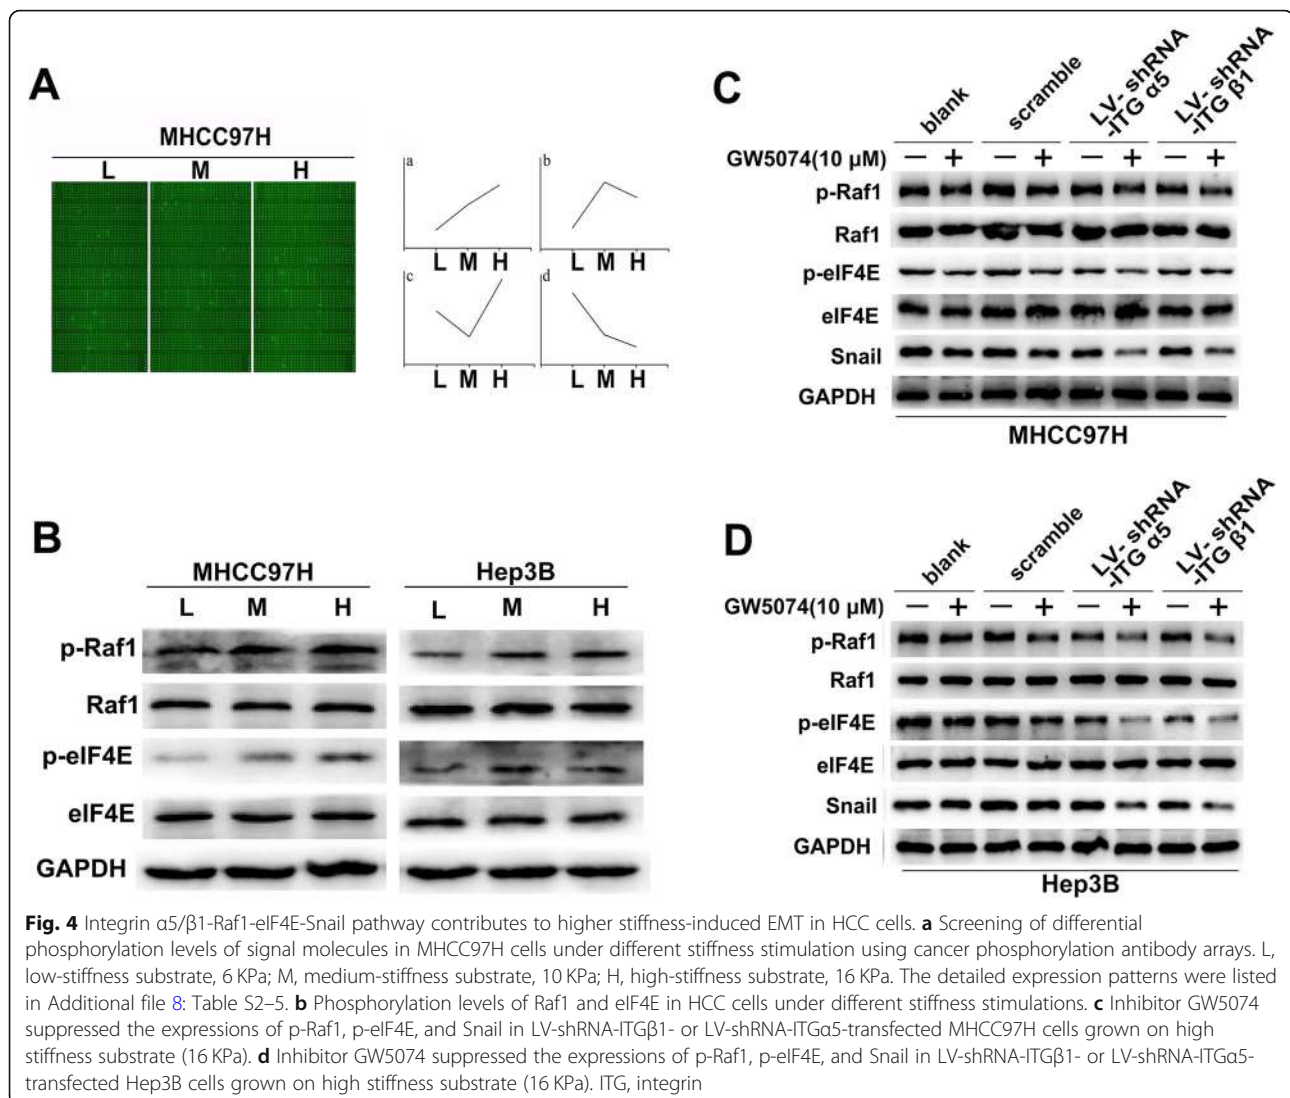 A
MHCC97H
L M H
a
b
L M H
L M H
c
d
L M H
L M H
B
MHCC97H
Hep3B
L M H
L M H
p-Raf1
Raf1
p-eIF4E
eIF4E
GAPDH
C
blank
scramble
LV- shRNA
-ITG α5
LV- shRNA
-ITG β1
GW5074(10 μM) — + — + — + — +
p-Raf1
Raf1
p-eIF4E
eIF4E
Snail
GAPDH
MHCC97H
D
blank
scramble
LV- shRNA
-ITG α5
LV- shRNA
-ITG β1
GW5074(10 μM) — + — + — + — +
p-Raf1
Raf1
p-eIF4E
eIF4E
Snail
GAPDH
Hep3B
Fig. 4 Integrin α5/β1-Raf1-eIF4E-Snail pathway contributes to higher stiffness-induced EMT in HCC cells. a Screening of differential
phosphorylation levels of signal molecules in MHCC97H cells under different stiffness stimulation using cancer phosphorylation antibody arrays. L,
low-stiffness substrate, 6 KPa; M, medium-stiffness substrate, 10 KPa; H, high-stiffness substrate, 16 KPa. The detailed expression patterns were listed
in Additional file 8: Table S2–5. b Phosphorylation levels of Raf1 and eIF4E in HCC cells under different stiffness stimulations. c Inhibitor GW5074
suppressed the expressions of p-Raf1, p-eIF4E, and Snail in LV-shRNA-ITGβ1- or LV-shRNA-ITGα5-transfected MHCC97H cells grown on high
stiffness substrate (16 KPa). d Inhibitor GW5074 suppressed the expressions of p-Raf1, p-eIF4E, and Snail in LV-shRNA-ITGβ1- or LV-shRNA-ITGα5-
transfected Hep3B cells grown on high stiffness substrate (16 KPa). ITG, integrin